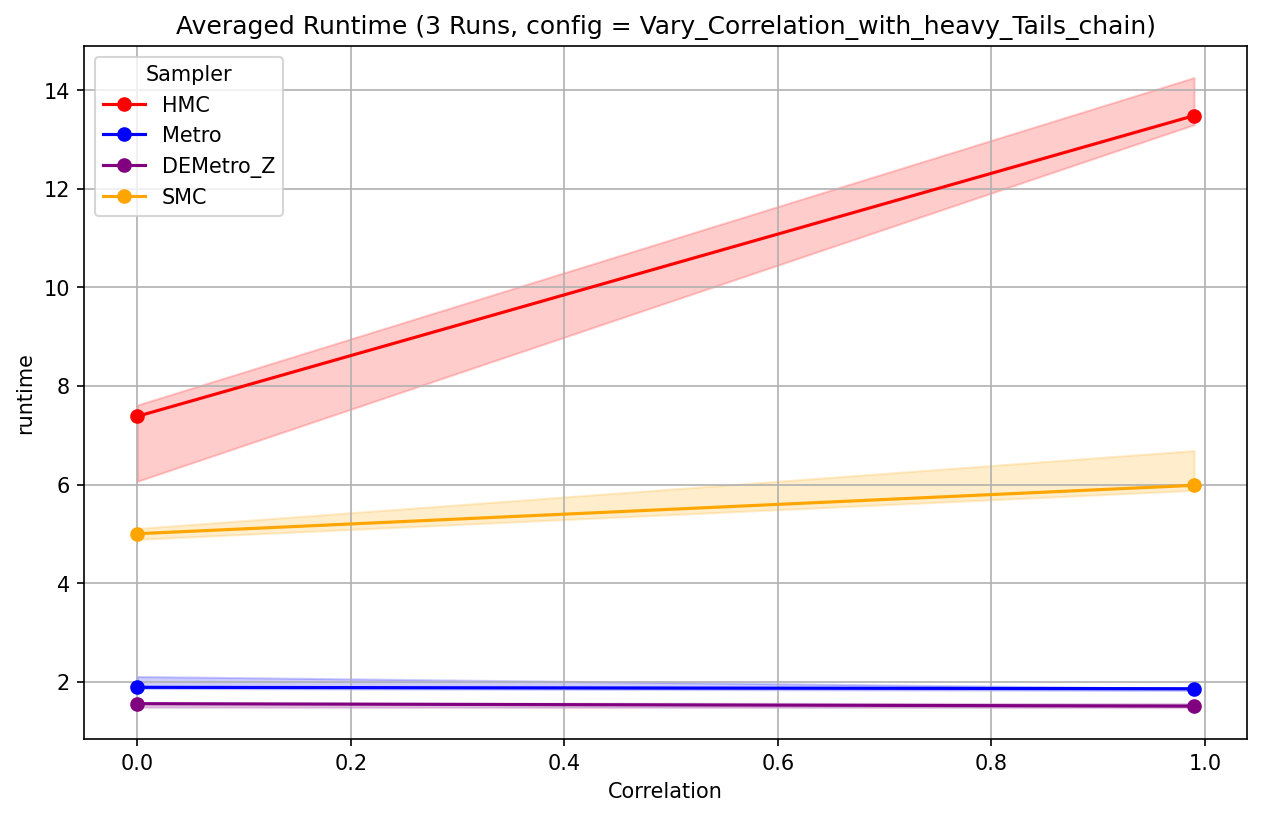 Averaged Runtime (3 Runs, config = Vary_Correlation_with_heavy_Tails_chain)
Sampler
HMC
Metro
DEMetro_Z
SMC
14
12
10
8
6
4
2
runtime
0.0 0.2 0.4 0.6 0.8 1.0
Correlation